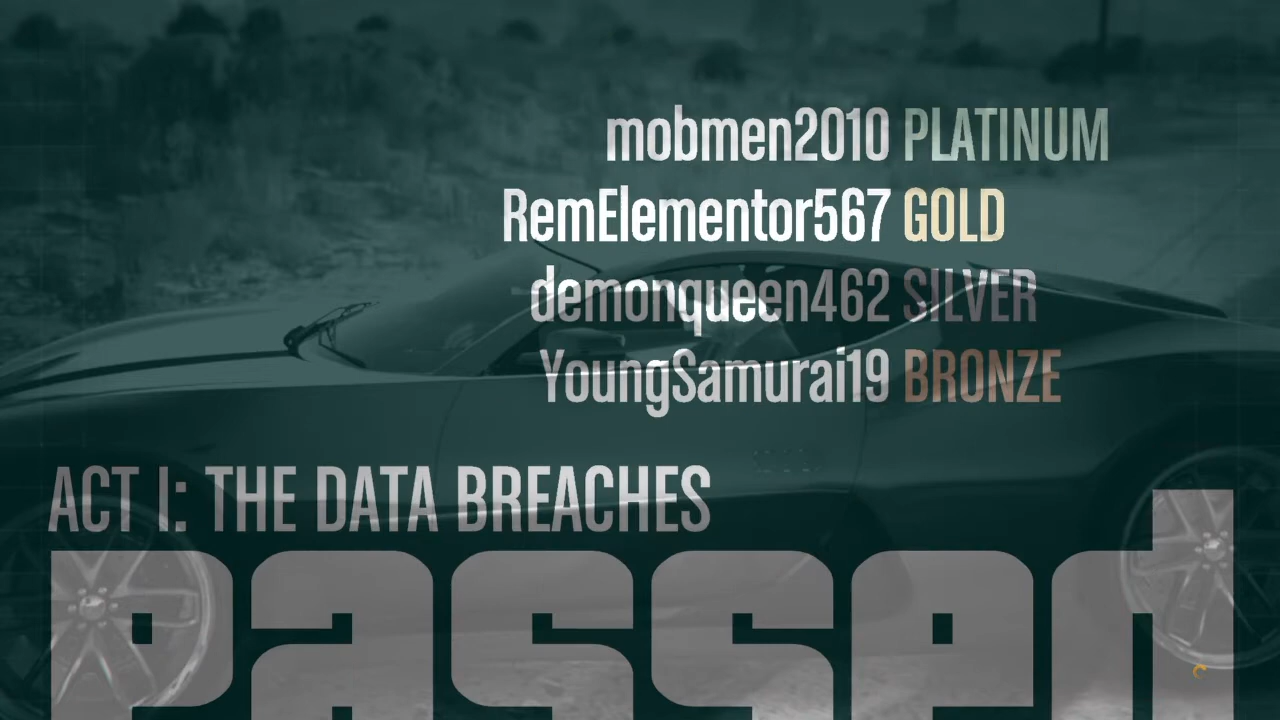 mobmen2010 PLATINUM
RemElementor567 GOLD
demonqueen462 SILVER
YoungSamurai19 BRONZE
ACT I: THE DATA BREACHES
Passed